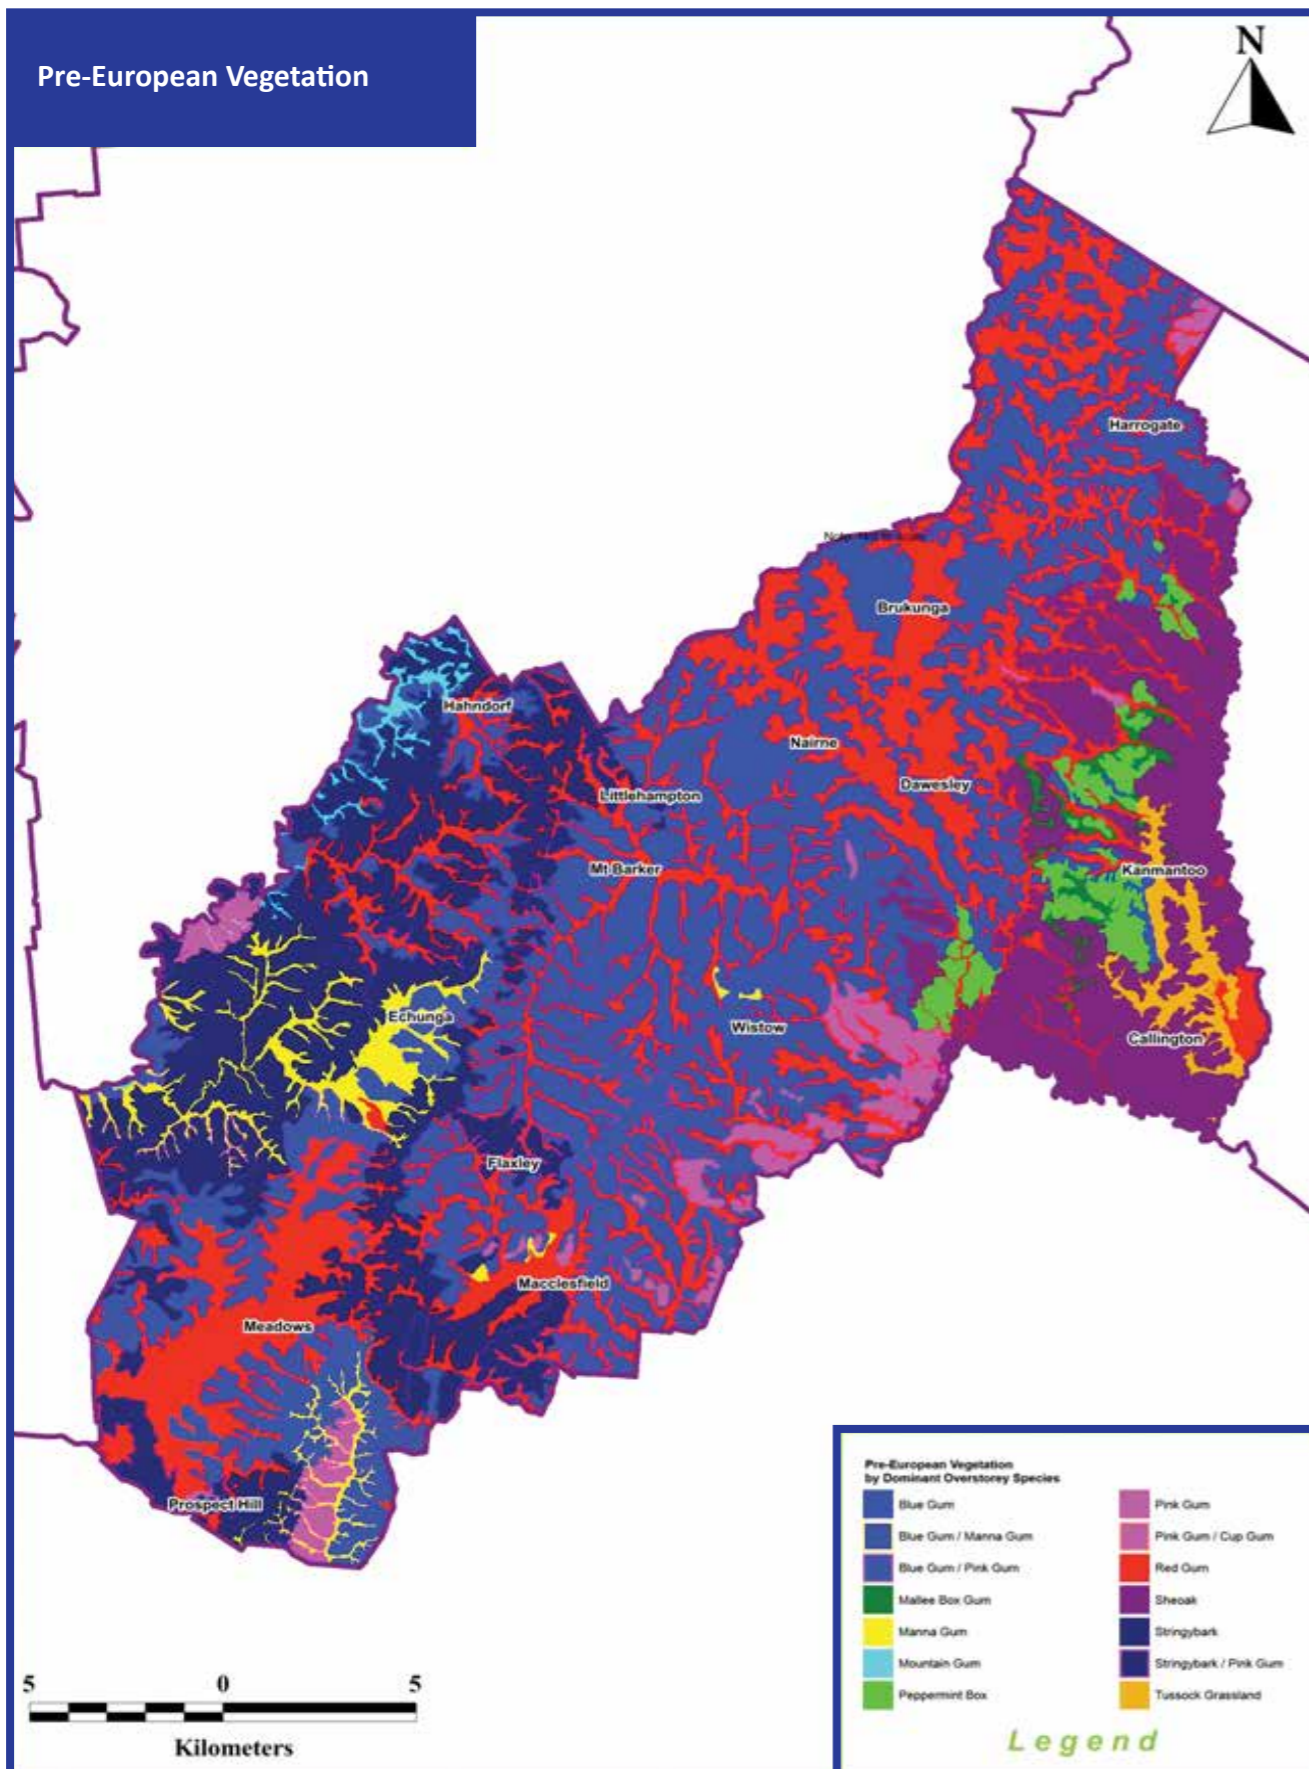 Pre-European Vegetation
N
Harrogate
Brukunga
Hahndorf
Nairne
Dawesley
Littlehampton
Mt Barker
Kanmantoo
Echunga
Wistow
Callington
Flaxley
Macclesfield
Meadows
Prospect Hill
Pre-European Vegetation
by Dominant Overstorey Species
Blue Gum
Blue Gum / Manna Gum
Blue Gum / Pink Gum
Mallee Box Gum
Manna Gum
Mountain Gum
Peppermint Box
Pink Gum
Pink Gum / Cup Gum
Red Gum
Sheoak
Stringybark
Stringybark / Pink Gum
Tussock Grassland
Legend
5 0 5
Kilometers